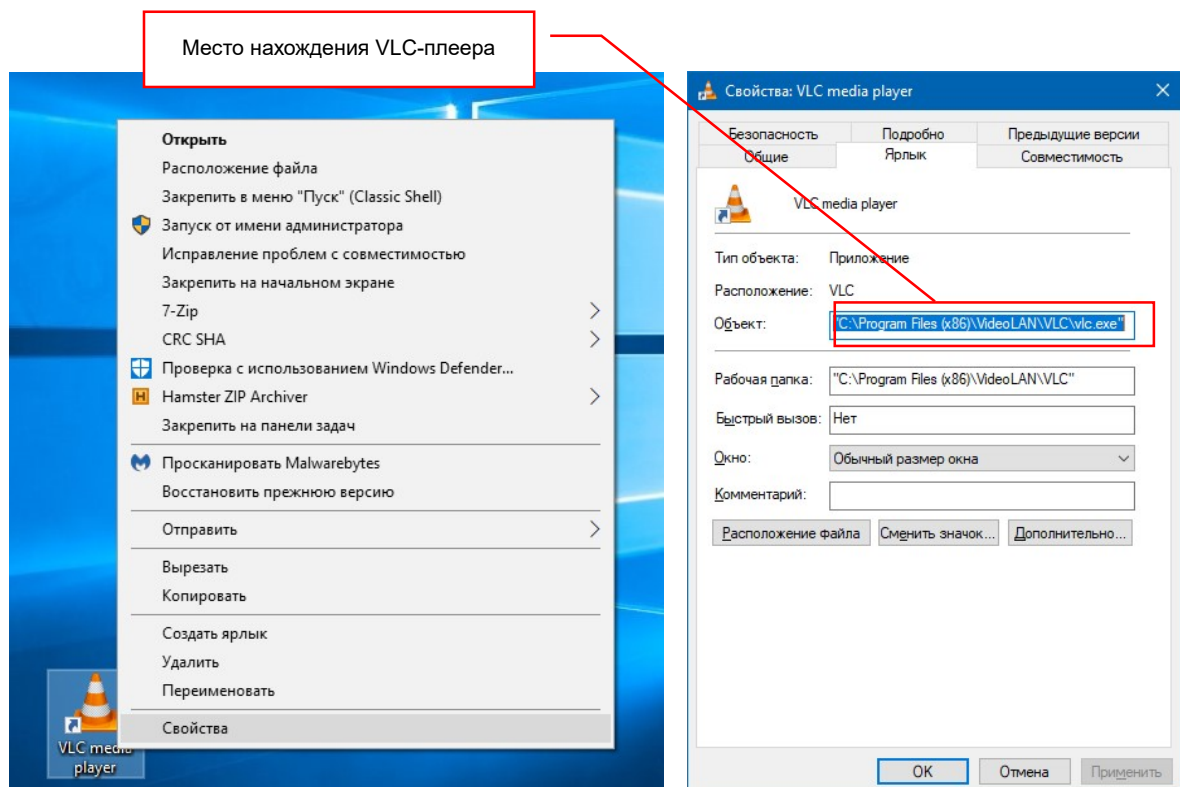 Место нахождения VLC-плеера
Открыть
Расположение файла
Закрепить в меню "Пуск" (Classic Shell)
Запуск от имени администратора
Исправление проблем с совместимостью
Закрепить на начальном экране
7-Zip
CRC SHA
Проверка с использованием Windows Defender...
Hamster ZIP Archiver
Закрепить на панели задач
Просканировать Malwarebytes
Восстановить прежнюю версию
Отправить
Вырезать
Копировать
Создать ярлык
Удалить
Переименовать
Свойства
VLC media
player
Свойства: VLC media player
Безопасность Подробно Предыдущие версии
Общие Ярлык Совместимость
VLC media player
Тип объекта: Приложение
Расположение: VLC
Объект: "C:\Program Files (x86)\VideoLAN\VLC\vlc.exe"
Рабочая папка: "C:\Program Files (x86)\VideoLAN\VLC"
Быстрый вызов: Нет
Окно: Обычный размер окна
Комментарий:
Расположение файла Сменить значок... Дополнительно...
OK Отмена Применить